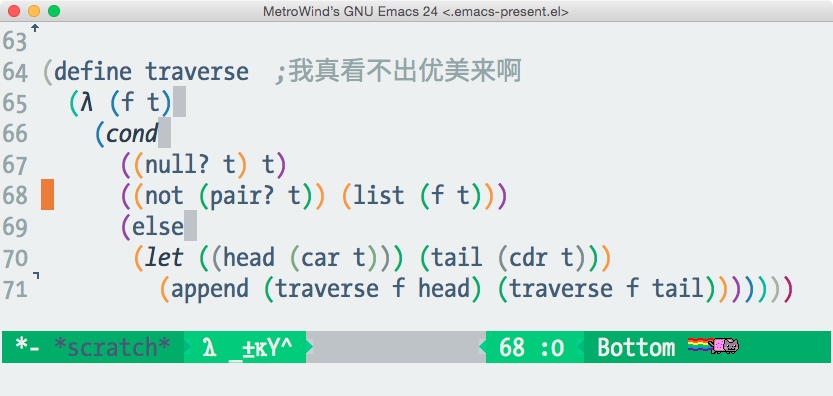 MetroWind's GNU Emacs 24 <.emacs-present.el>
63
64 (define traverse ;我真看不出优美来啊
65 (λ (f t)
66 (cond
67 ((null? t) t)
68 ((not (pair? t)) (list (f t)))
69 (else
70 (let ((head (car t))) (tail (cdr t)))
71 (append (traverse f head) (traverse f tail)))))))
*- *scratch* λ _±κY^ 68 :0 Bottom